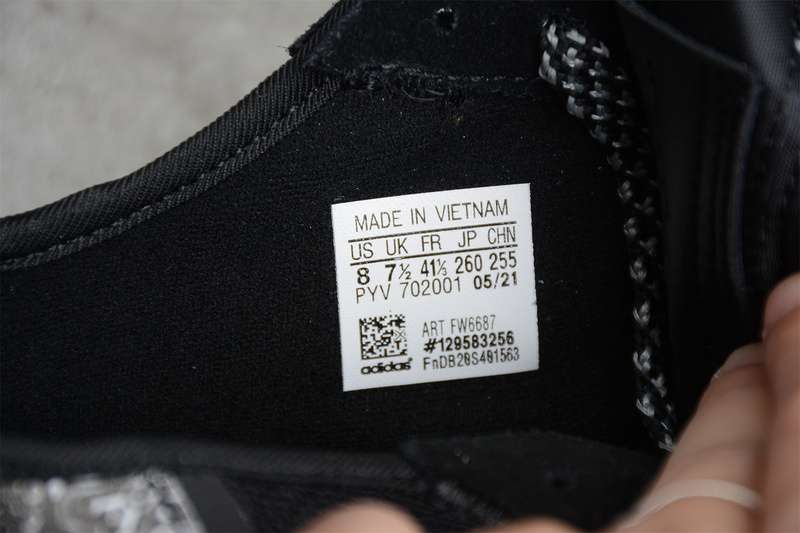 MADE IN VIETNAM
US UK FR JP CHN
8 7½ 41⅓ 260 255
PYV 702001 05/21
ART FW6687
#129583256
adidas FnDB20S401563